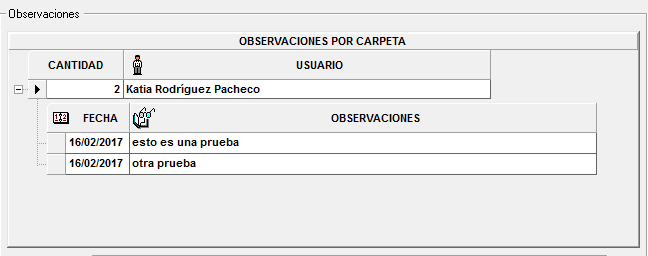 Observaciones
OBSERVACIONES POR CARPETA
CANTIDAD USUARIO
2 Katia Rodríguez Pacheco
FECHA OBSERVACIONES
16/02/2017 esto es una prueba
16/02/2017 otra prueba